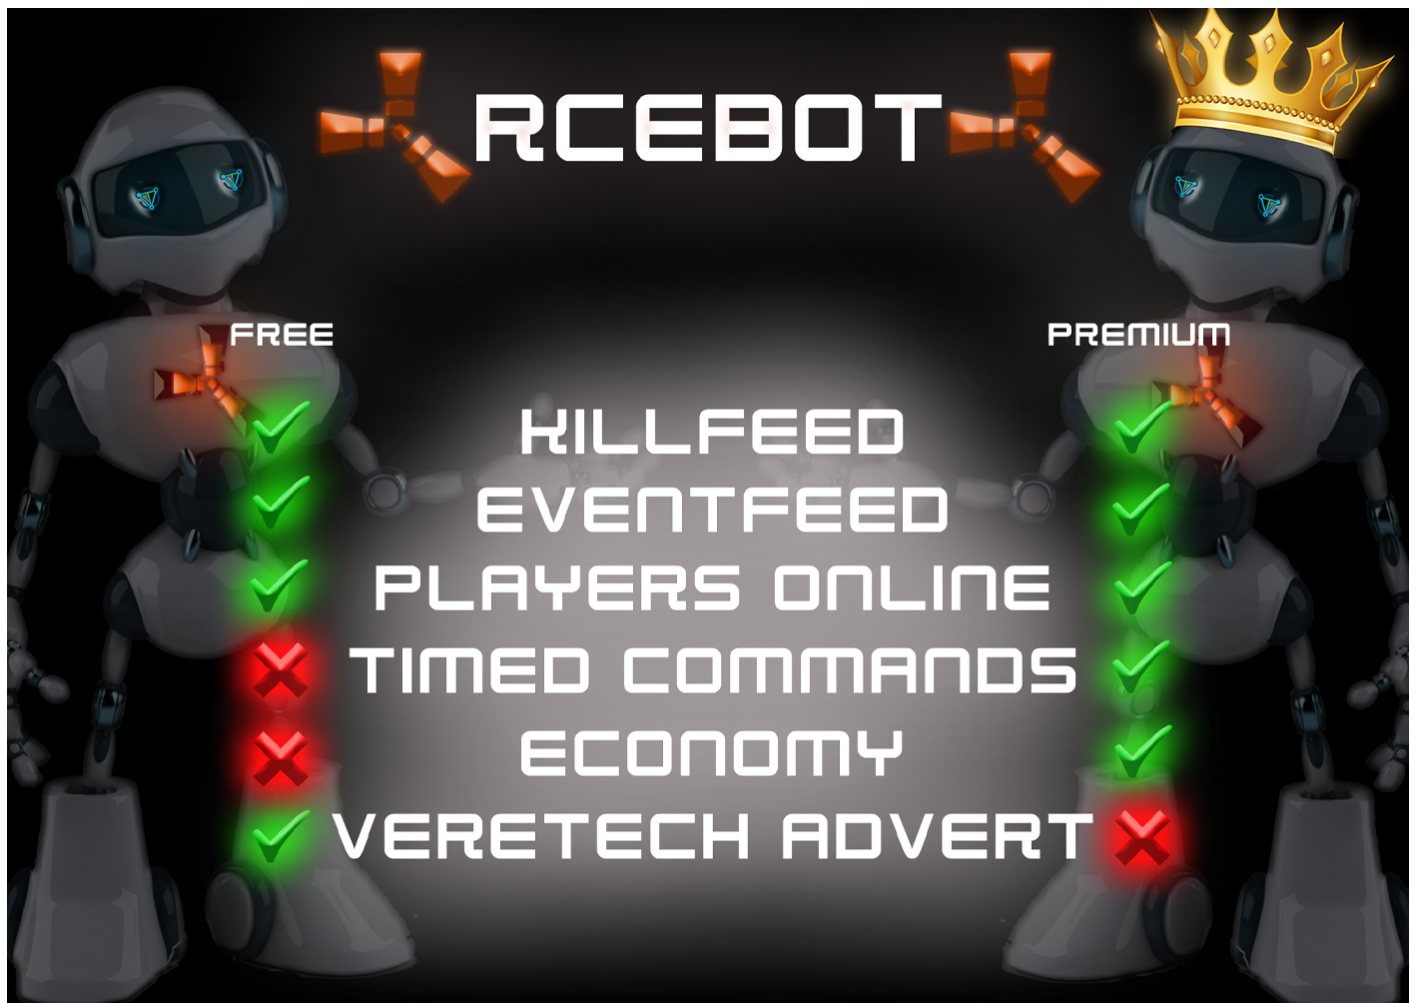 RCEBOT
FREE
PREMIUM
KILLFEED
EVENTFEED
PLAYERS ONLINE
TIMED COMMANDS
ECONOMY
VERETECH ADVERT